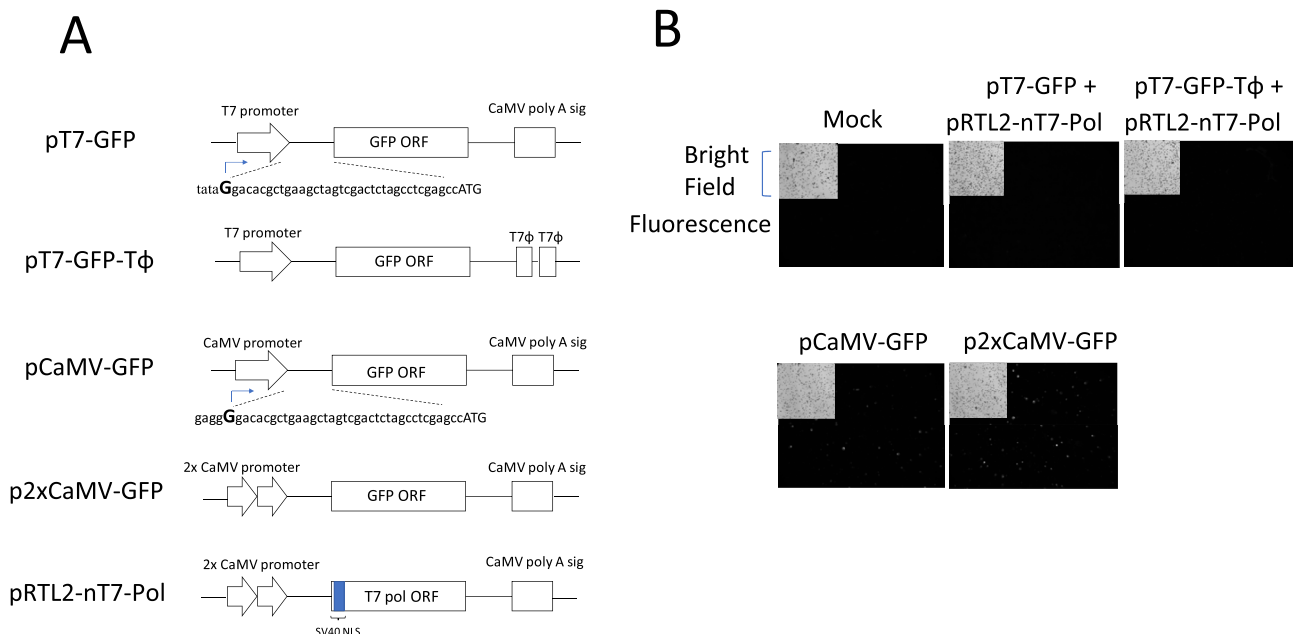 A
pT7-GFP
T7 promoter
CaMV poly A sig
GFP ORF
tataGgacacgctgaagctagtcgactctagcctcgagccATG
pT7-GFP-Tϕ
T7 promoter
T7ϕ T7ϕ
GFP ORF
pCaMV-GFP
CaMV promoter
CaMV poly A sig
GFP ORF
gaggGgacacgctgaagctagtcgactctagcctcgagccATG
p2xCaMV-GFP
2x CaMV promoter
CaMV poly A sig
GFP ORF
pRTL2-nT7-Pol
2x CaMV promoter
CaMV poly A sig
T7 pol ORF
SV40 NLS
B
Mock
pT7-GFP +
pRTL2-nT7-Pol
pT7-GFP-Tϕ +
pRTL2-nT7-Pol
Bright
Field
Fluorescence
pCaMV-GFP
p2xCaMV-GFP